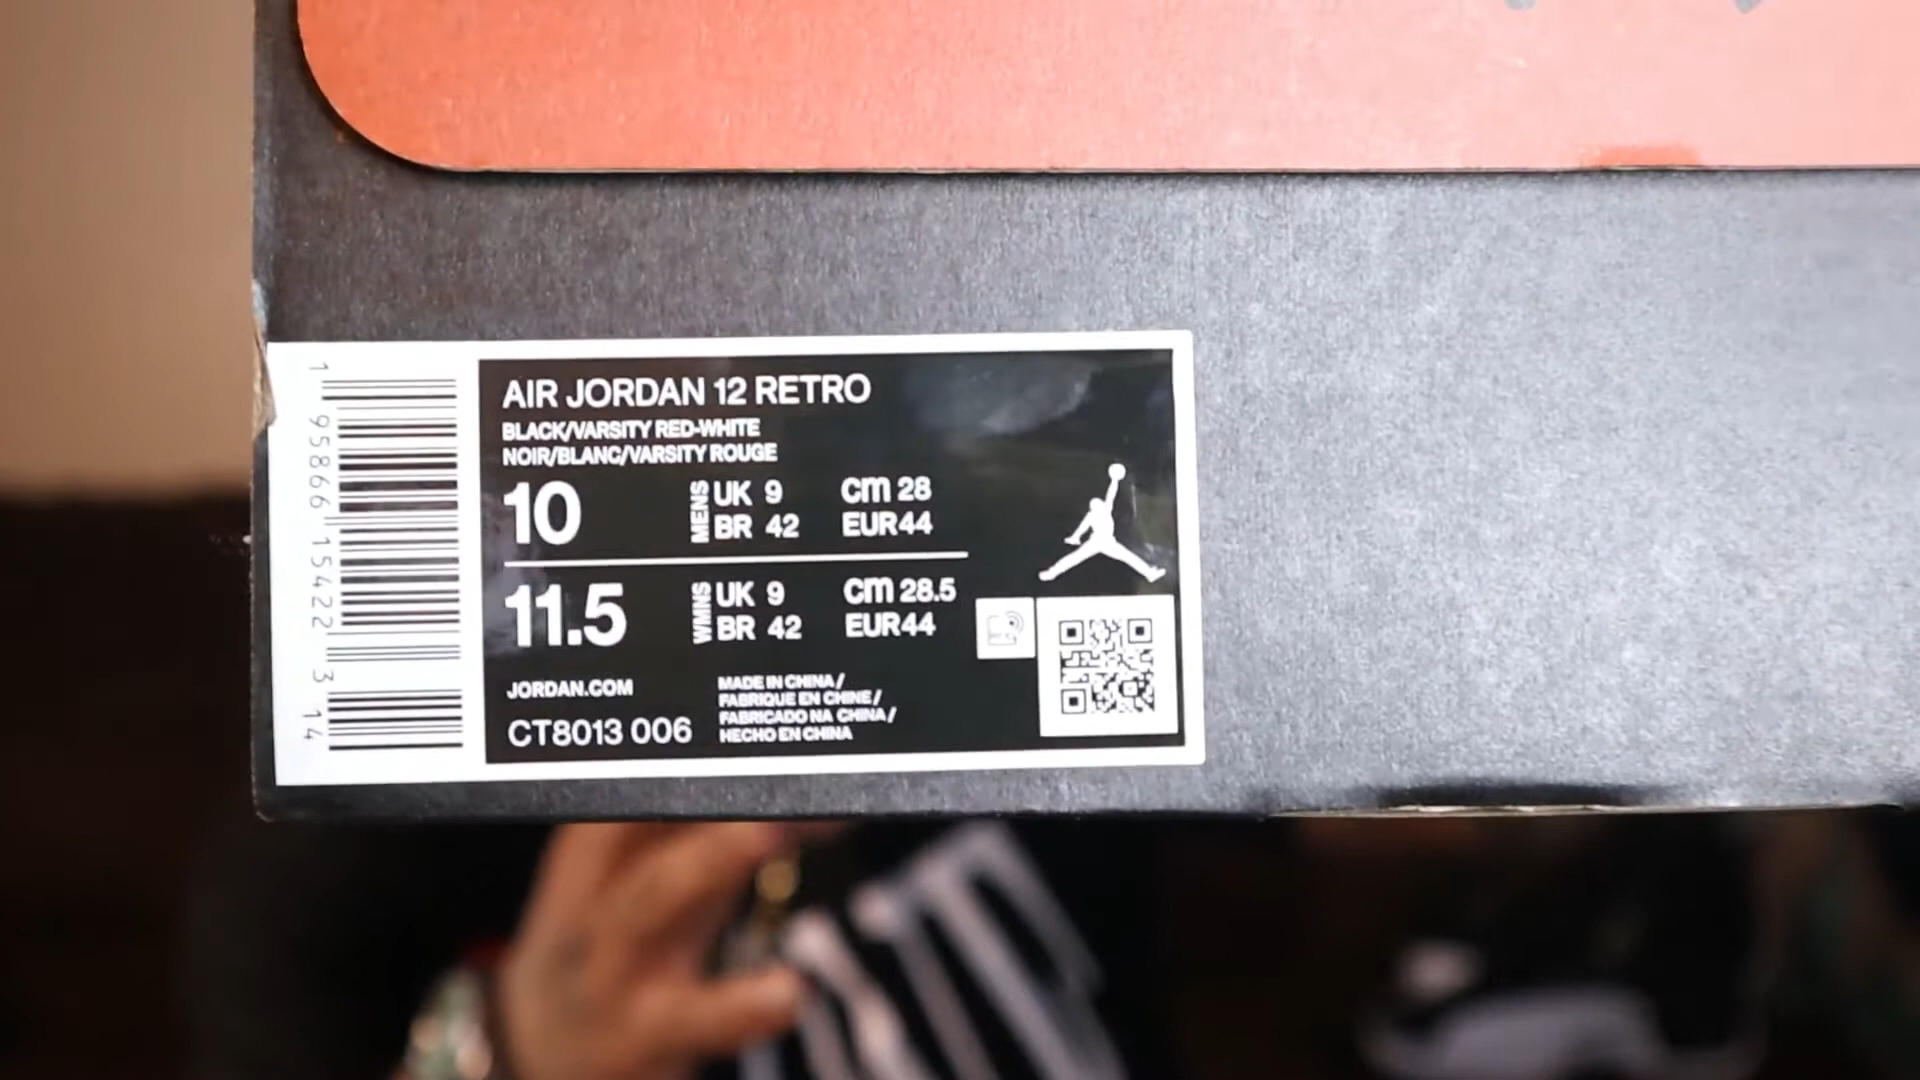 1 95866 15422 3 14
AIR JORDAN 12 RETRO
BLACK/VARSITY RED-WHITE
NOIR/BLANC/VARSITY ROUGE
10 MENS UK 9 cm 28
BR 42 EUR44
11.5 WMNS UK 9 cm 28.5
BR 42 EUR44
JORDAN.COM
CT8013 006
MADE IN CHINA /
FABRIQUE EN CHINE /
FABRICADO NA CHINA /
HECHO EN CHINA